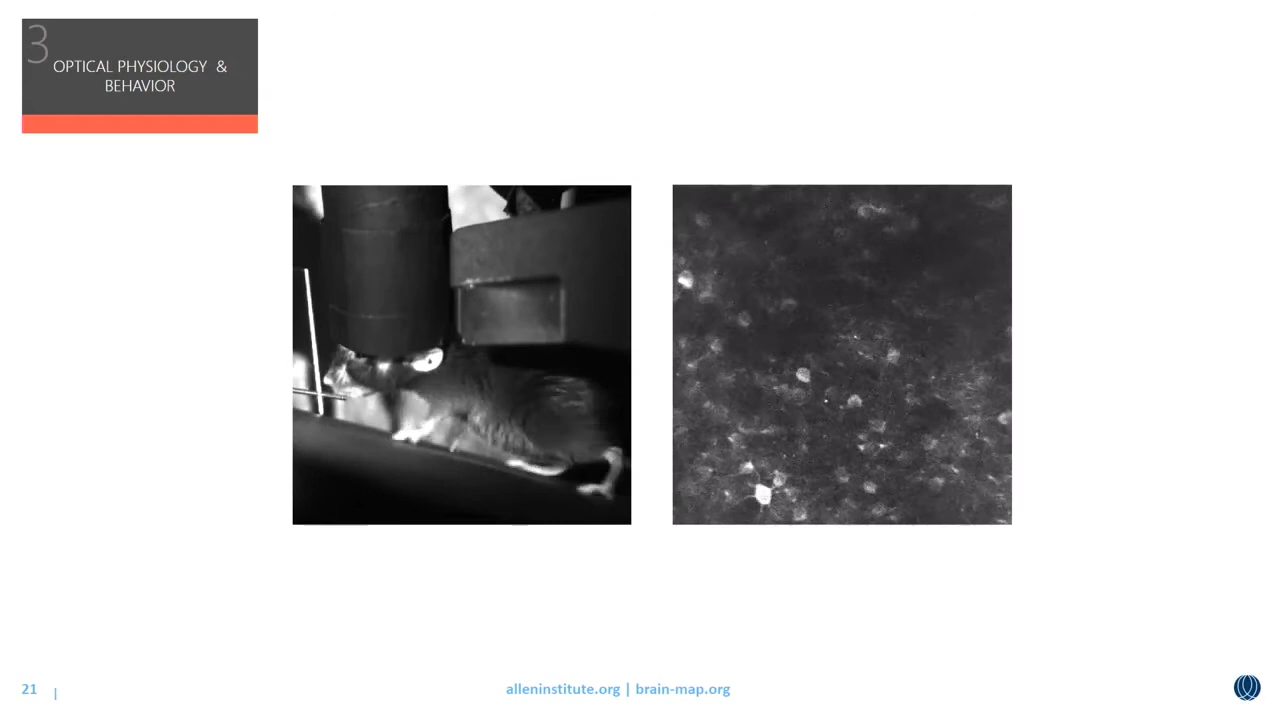 3
OPTICAL PHYSIOLOGY &
BEHAVIOR
21 |
alleninstitute.org | brain-map.org